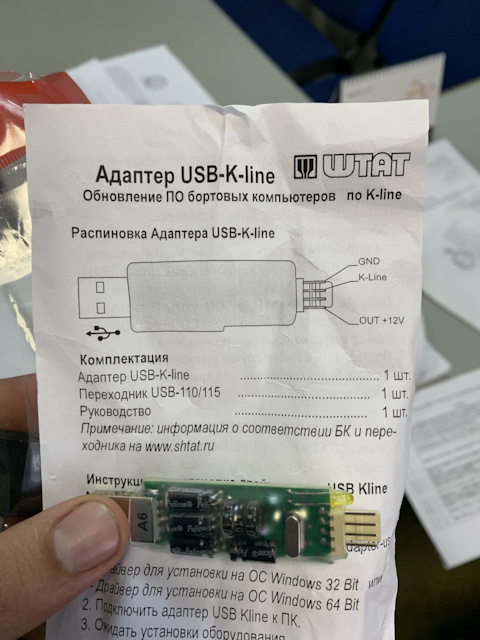 Адаптер USB-K-line ШТАТ
Обновление ПО бортовых компьютеров по K-line
Распиновка Адаптера USB-K-line
GND
K-Line
OUT +12V
Комплектация
Адаптер USB-K-line ........................................ 1 шт.
Переходник USB-110/115 ................................ 1 шт.
Руководство ........................................ 1 шт.
Примечание: информация о соответствии БК и пере-
ходника на www.shtat.ru
USB Kline
A6
Fulicon
Fulicon
Fulicon
- Драйвер для установки на ОС Windows 32 Bit
- Драйвер для установки на ОС Windows 64 Bit
2. Подключить адаптер USB Kline к ПК.
3. Ожидать установки оборудования